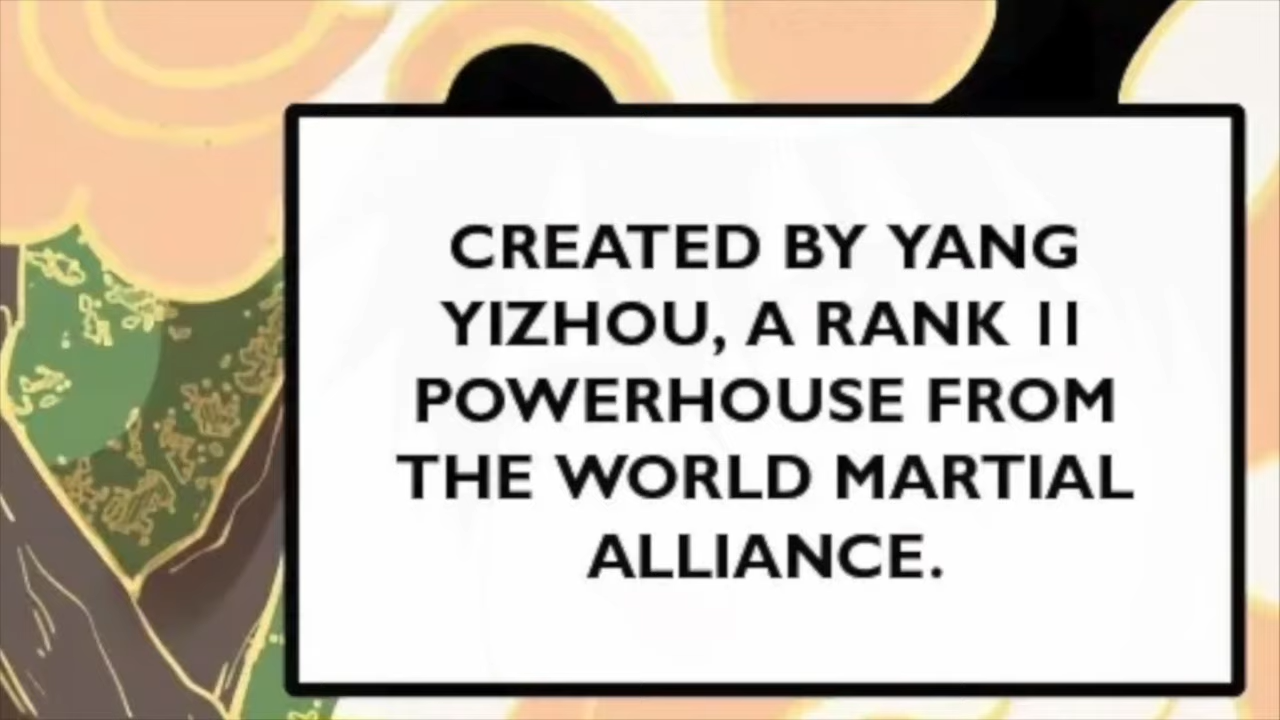 CREATED BY YANG
YIZHOU, A RANK 11
POWERHOUSE FROM
THE WORLD MARTIAL
ALLIANCE.